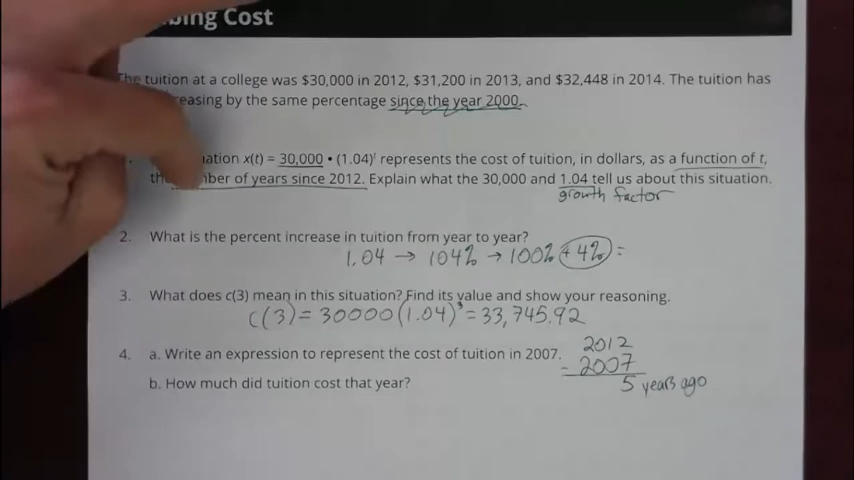 Cost
The tuition at a college was $30,000 in 2012, $31,200 in 2013, and $32,448 in 2014. The tuition has
by the same percentage since the year 2000.
x(t) = 30,000 • (1.04)ᵗ represents the cost of tuition, in dollars, as a function of t,
of years since 2012. Explain what the 30,000 and 1.04 tell us about this situation.
growth factor
2. What is the percent increase in tuition from year to year?
1.04 → 104% → 100% + 4% =
3. What does c(3) mean in this situation? Find its value and show your reasoning.
c(3) = 30000(1.04)³ = 33,745.92
4. a. Write an expression to represent the cost of tuition in 2007.
2012
- 2007
b. How much did tuition cost that year?
5 years ago